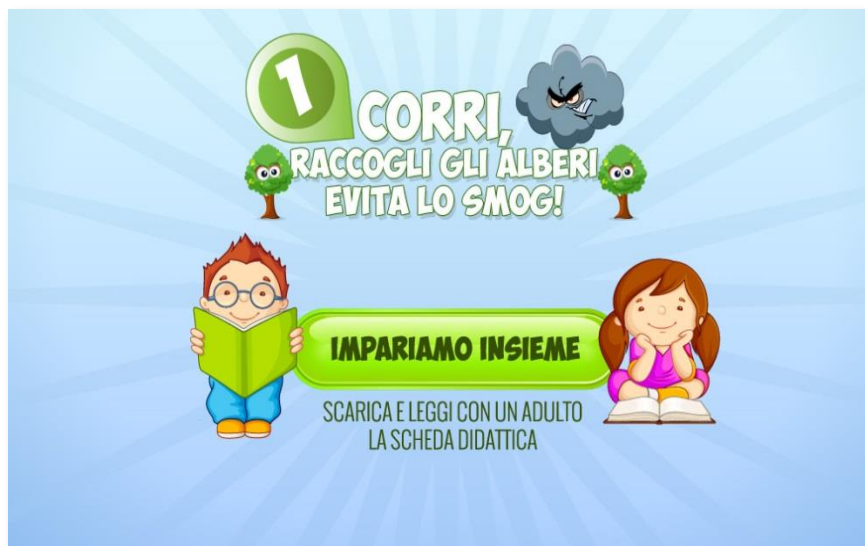 1
CORRI,
RACCOGLI GLI ALBERI
EVITA LO SMOG!
IMPARIAMO INSIEME
SCARICA E LEGGI CON UN ADULTO
LA SCHEDA DIDATTICA